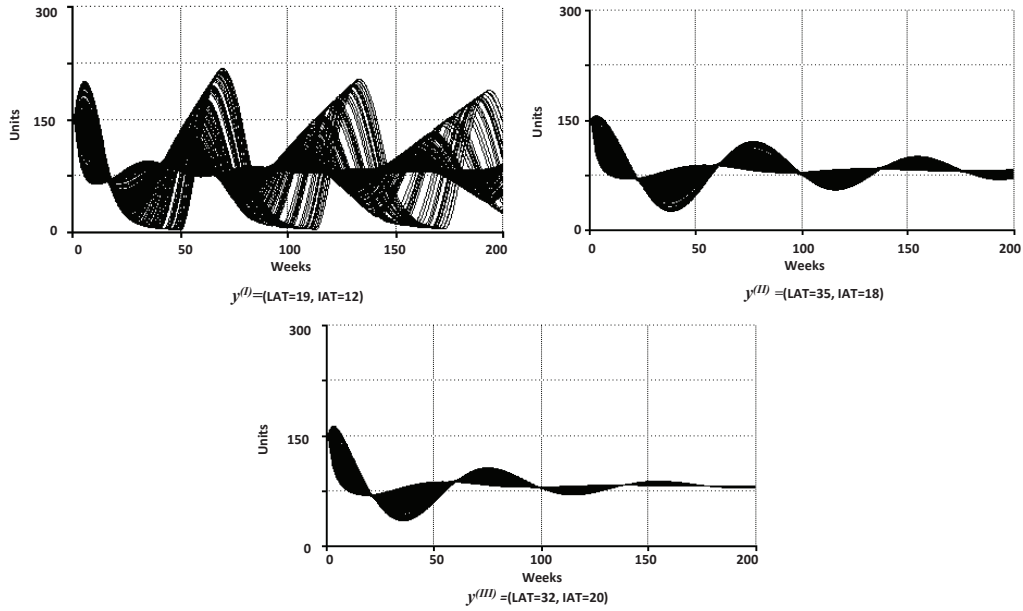 300
150
0
Units
0
50
100
150
200
Weeks
y(I)=(LAT=19, IAT=12)
300
150
0
Units
0
50
100
150
200
Weeks
y(II) =(LAT=35, IAT=18)
300
150
0
Units
0
50
100
150
200
Weeks
y(III) =(LAT=32, IAT=20)